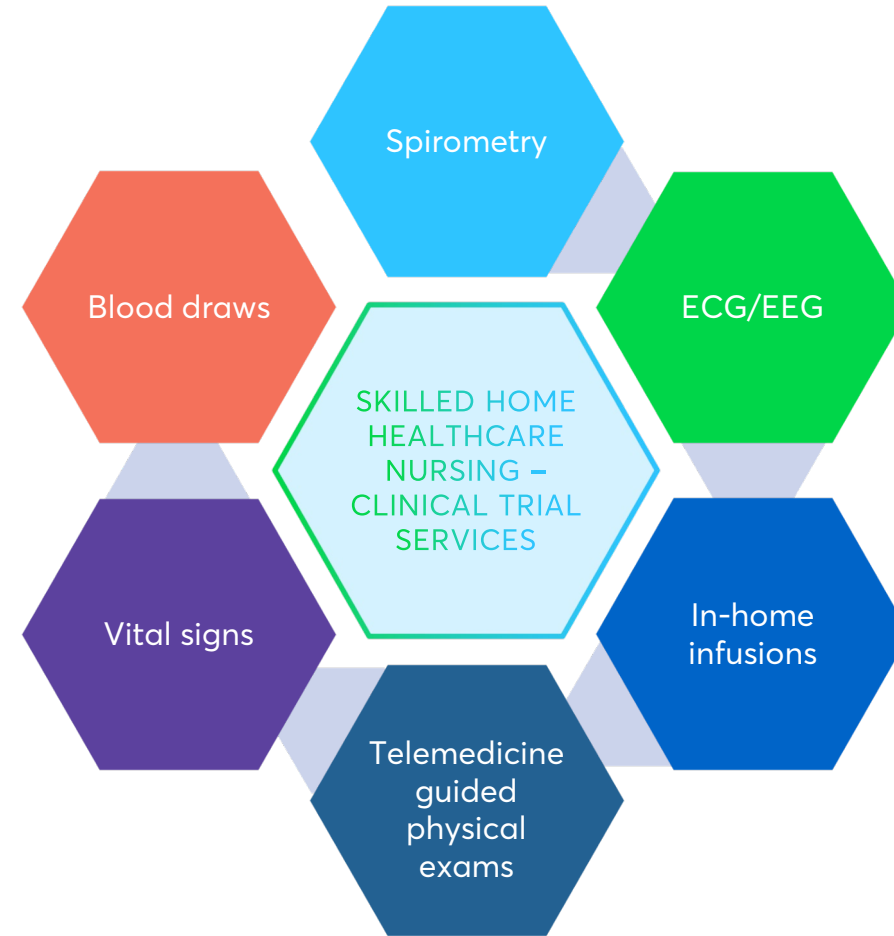 Spirometry
Blood draws
ECG/EEG
SKILLED HOME
HEALTHCARE
NURSING –
CLINICAL TRIAL
SERVICES
Vital signs
In-home
infusions
Telemedicine
guided
physical
exams